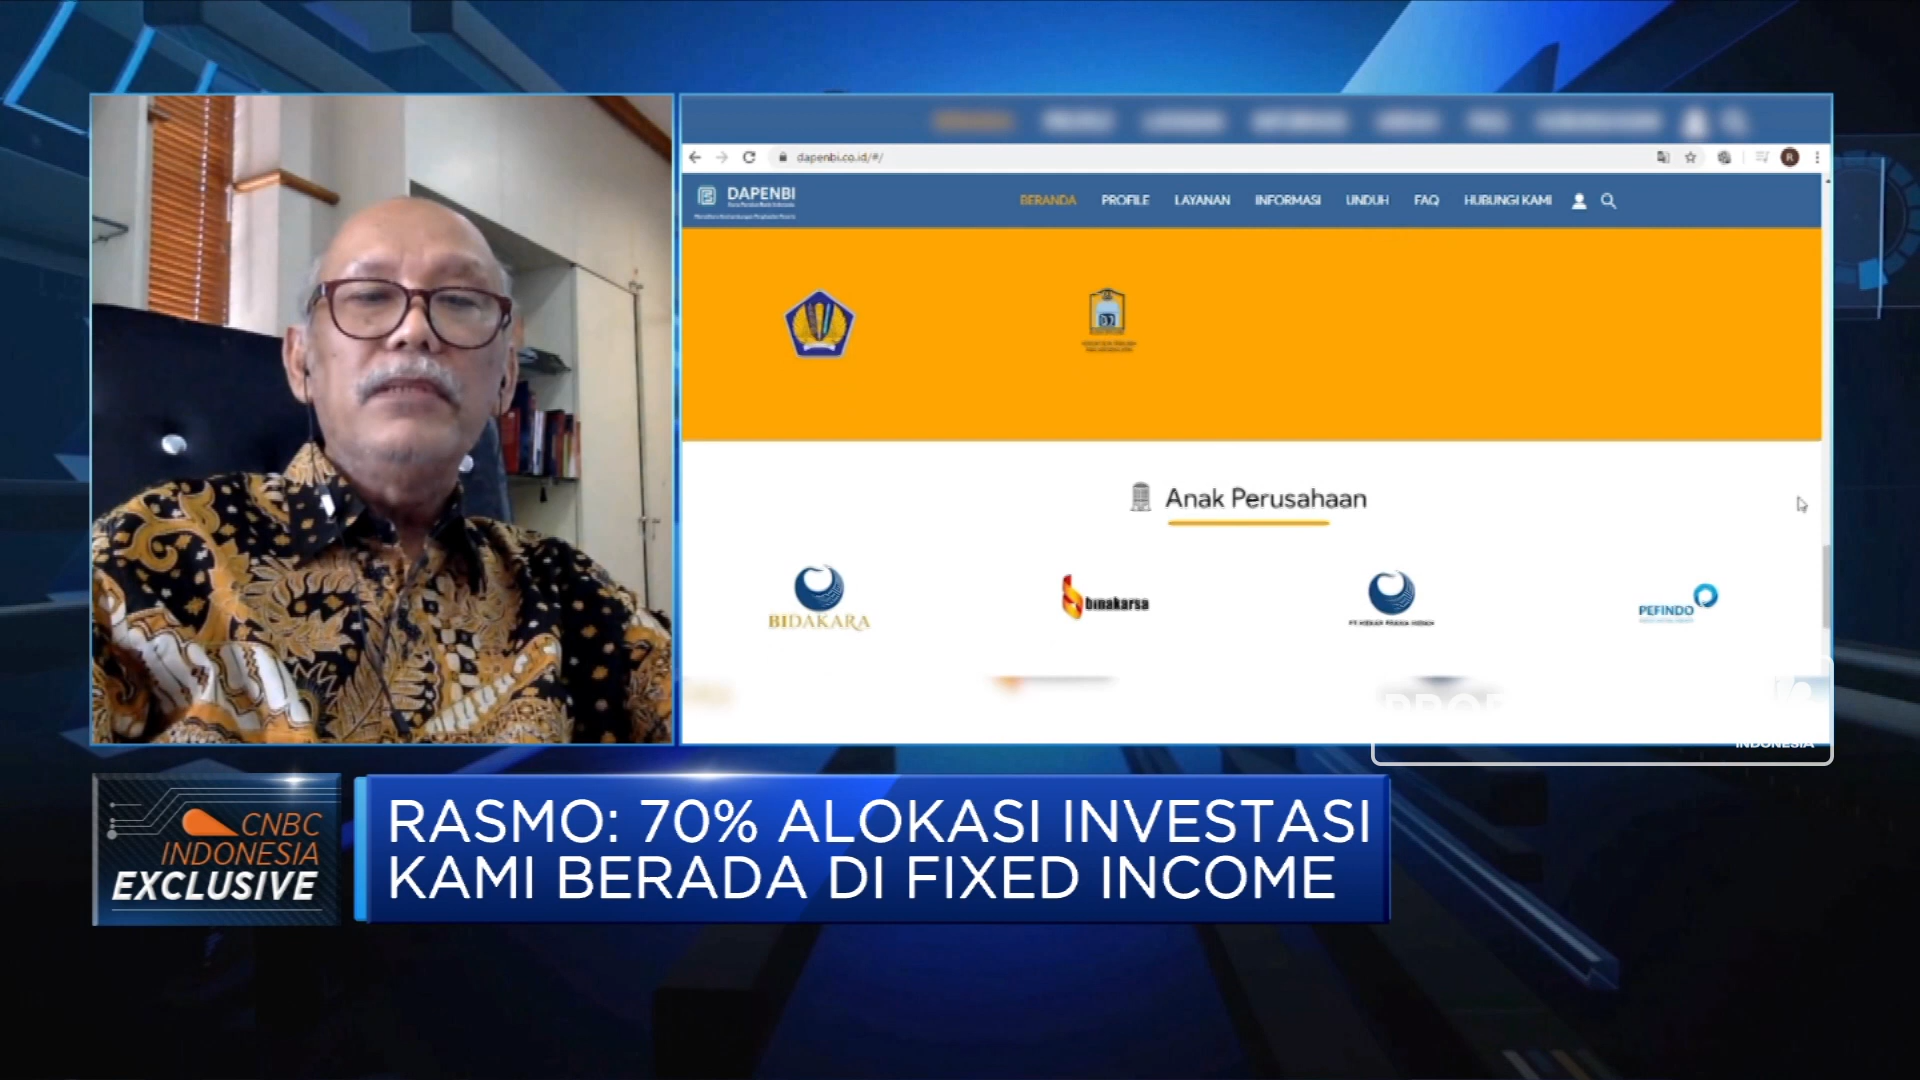 dapenbi.co.id/#/
R
DAPENBI
BERANDA PROFILE LAYANAN INFORMASI UNDUH FAQ HUBUNGI KAMI
Anak Perusahaan
BIDAKARA
binakarsa
PEFINDO
INDONESIA
CNBC
INDONESIA
EXCLUSIVE
RASMO: 70% ALOKASI INVESTASI
KAMI BERADA DI FIXED INCOME